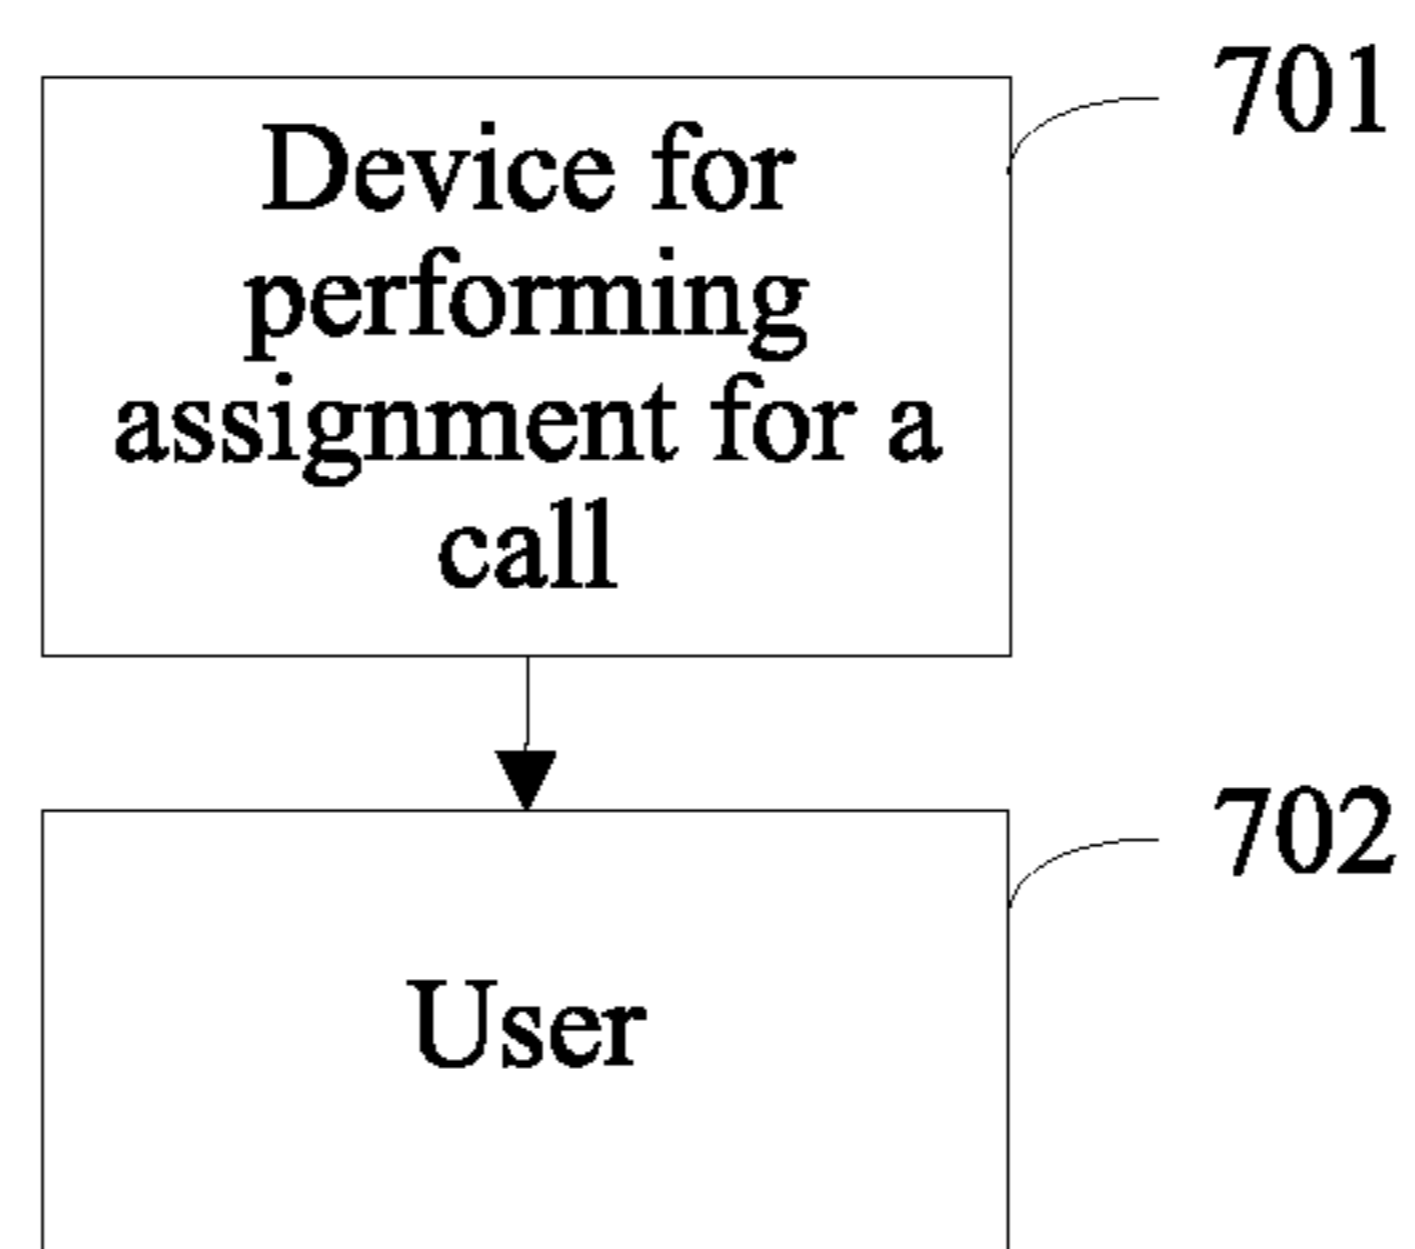 701
Device for
performing
assignment for a
call
702
User